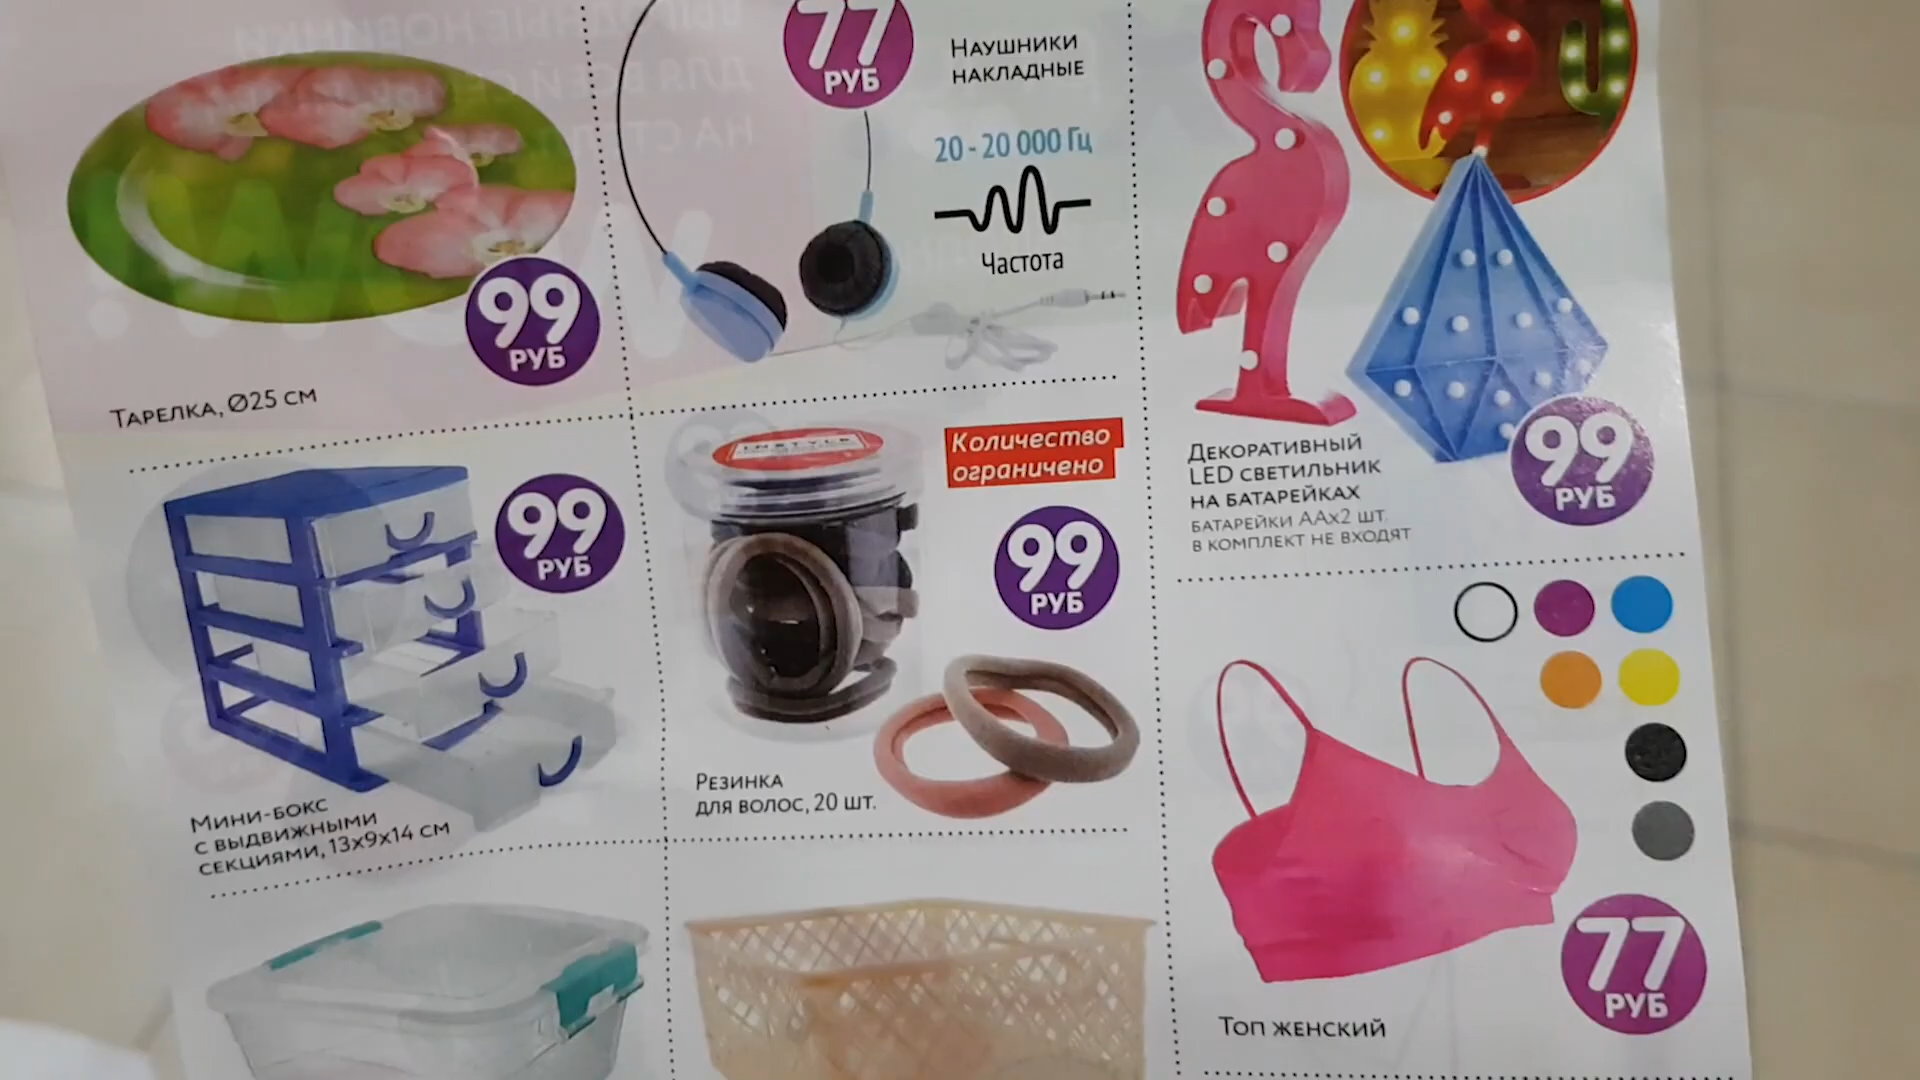 77
РУБ
Наушники
накладные
20 - 20 000 Гц
Частота
99
РУБ
Тарелка, Ø25 см
Декоративный
LED светильник
на батарейках
батарейки ААх2 шт.
в комплект не входят
99
РУБ
99
РУБ
Мини-бокс
с выдвижными
секциями, 13х9х14 см
Количество
ограничено
99
РУБ
Резинка
для волос, 20 шт.
77
РУБ
Топ женский